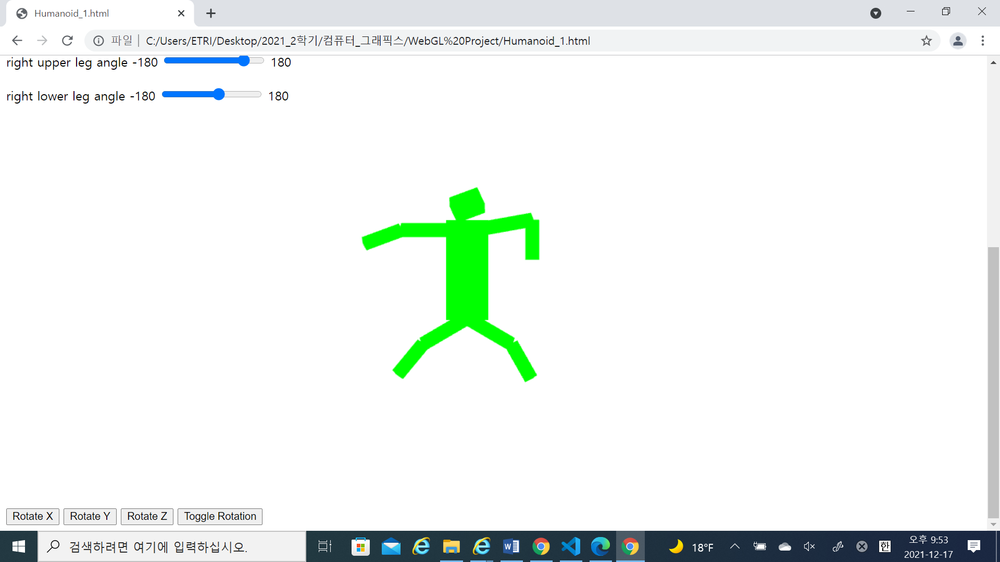 Humanoid_1.html
파일 C:/Users/ETRI/Desktop/2021_2학기/컴퓨터_그래픽스/WebGL%20Project/Humanoid_1.html
right upper leg angle -180 180
right lower leg angle -180 180
Rotate X Rotate Y Rotate Z Toggle Rotation
검색하려면 여기에 입력하십시오. 18°F 한 오후 9:53
2021-12-17